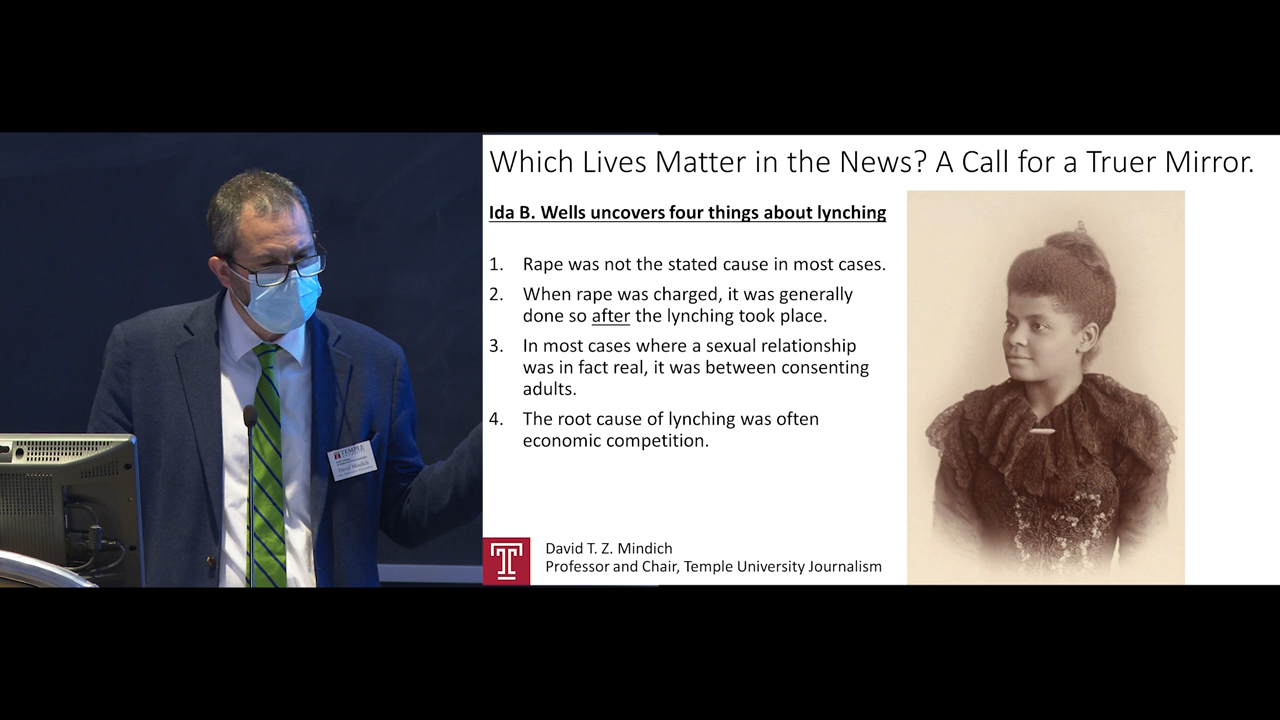 Which Lives Matter in the News? A Call for a Truer Mirror.
Ida B. Wells uncovers four things about lynching
1. Rape was not the stated cause in most cases.
2. When rape was charged, it was generally
done so after the lynching took place.
3. In most cases where a sexual relationship
was in fact real, it was between consenting
adults.
4. The root cause of lynching was often
economic competition.
David T. Z. Mindich
Professor and Chair, Temple University Journalism
TEMPLE
David Mindich